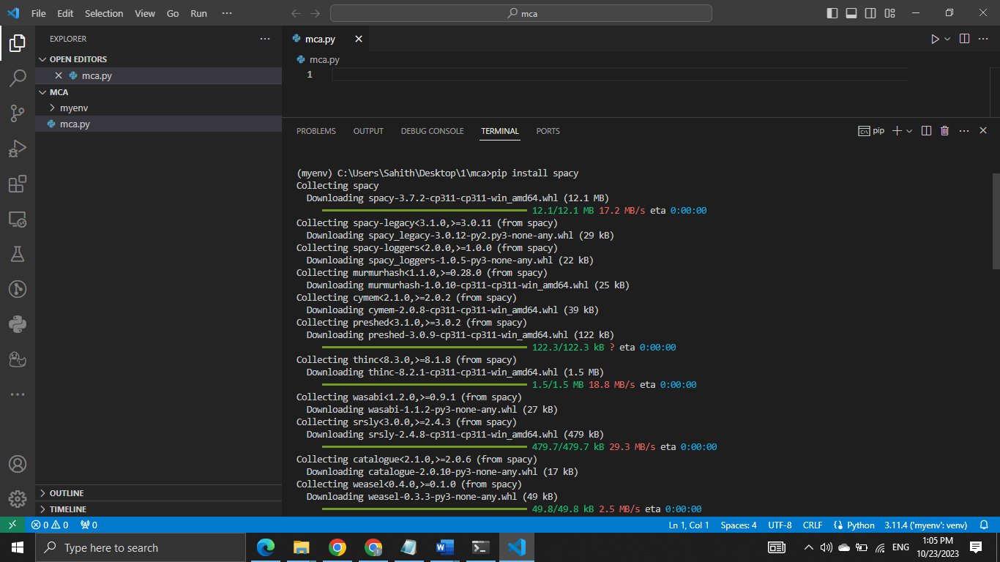 File Edit Selection View Go Run ···
mca
EXPLORER ···
OPEN EDITORS
mca.py
MCA
myenv
mca.py
OUTLINE
TIMELINE
mca.py
mca.py
1
PROBLEMS OUTPUT DEBUG CONSOLE TERMINAL PORTS
pip
(myenv) C:\Users\Sahith\Desktop\1\mca>pip install spacy
Collecting spacy
Downloading spacy-3.7.2-cp311-cp311-win_amd64.whl (12.1 MB)
12.1/12.1 MB 17.2 MB/s eta 0:00:00
Collecting spacy-legacy<3.1.0,>=3.0.11 (from spacy)
Downloading spacy_legacy-3.0.12-py2.py3-none-any.whl (29 kB)
Collecting spacy-loggers<2.0.0,>=1.0.0 (from spacy)
Downloading spacy_loggers-1.0.5-py3-none-any.whl (22 kB)
Collecting murmurhash<1.1.0,>=0.28.0 (from spacy)
Downloading murmurhash-1.0.10-cp311-cp311-win_amd64.whl (25 kB)
Collecting cymem<2.1.0,>=2.0.2 (from spacy)
Downloading cymem-2.0.8-cp311-cp311-win_amd64.whl (39 kB)
Collecting preshed<3.1.0,>=3.0.2 (from spacy)
Downloading preshed-3.0.9-cp311-cp311-win_amd64.whl (122 kB)
122.3/122.3 kB ? eta 0:00:00
Collecting thinc<8.3.0,>=8.1.8 (from spacy)
Downloading thinc-8.2.1-cp311-cp311-win_amd64.whl (1.5 MB)
1.5/1.5 MB 18.8 MB/s eta 0:00:00
Collecting wasabi<1.2.0,>=0.9.1 (from spacy)
Downloading wasabi-1.1.2-py3-none-any.whl (27 kB)
Collecting srsly<3.0.0,>=2.4.3 (from spacy)
Downloading srsly-2.4.8-cp311-cp311-win_amd64.whl (479 kB)
479.7/479.7 kB 29.3 MB/s eta 0:00:00
Collecting catalogue<2.1.0,>=2.0.6 (from spacy)
Downloading catalogue-2.0.10-py3-none-any.whl (17 kB)
Collecting weasel<0.4.0,>=0.1.0 (from spacy)
Downloading weasel-0.3.3-py3-none-any.whl (49 kB)
49.8/49.8 kB 2.5 MB/s eta 0:00:00
0 0 0 Ln 1, Col 1 Spaces: 4 UTF-8 CRLF Python 3.11.4 ('myenv': venv)
Type here to search
ENG
1:05 PM
10/23/2023